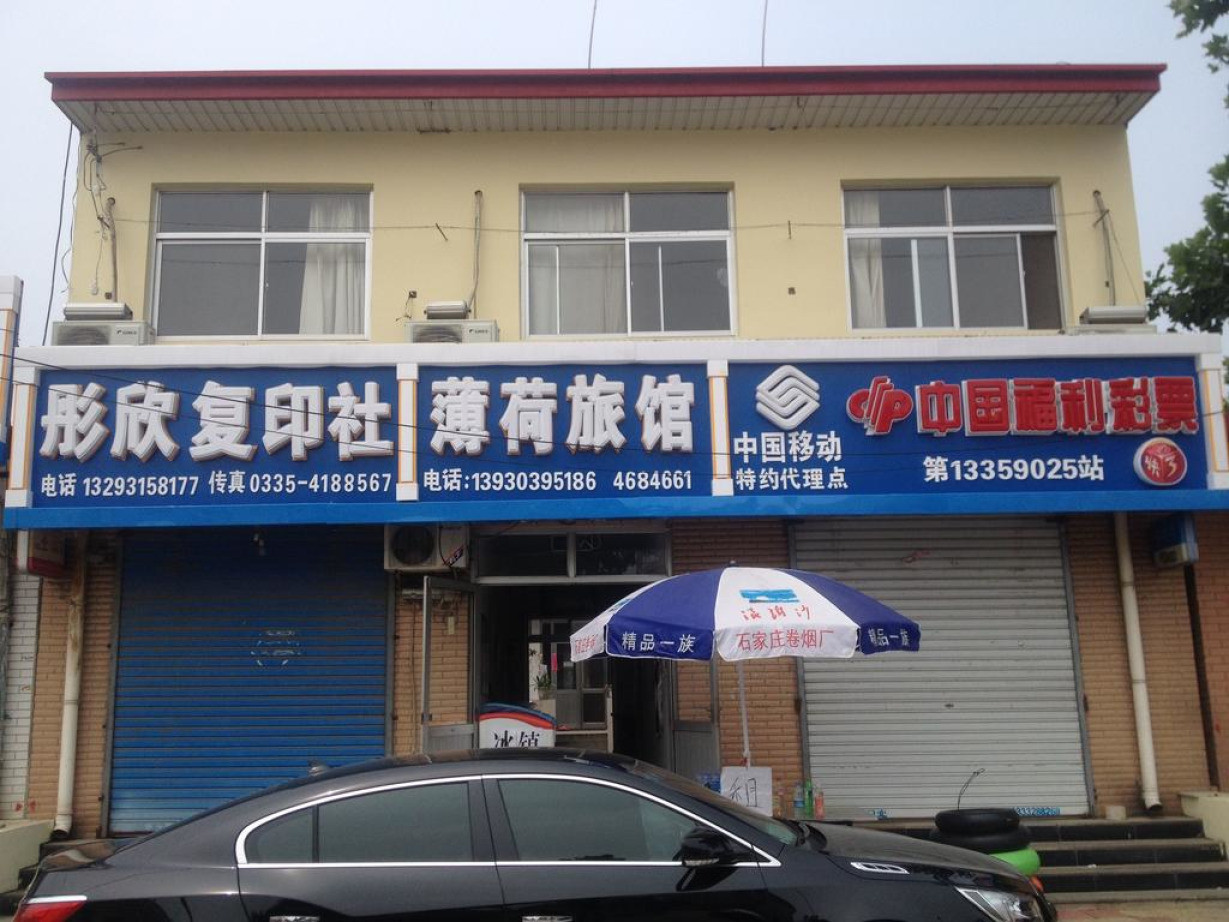 彤欣复印社
电话 13293158177 传真 0335-4188567
薄荷旅馆
电话:13930395186 4684661
中国移动
特约代理点
中国福利彩票
第13359025站
精品一族
石家庄卷烟厂
精品一族
冰镇
租